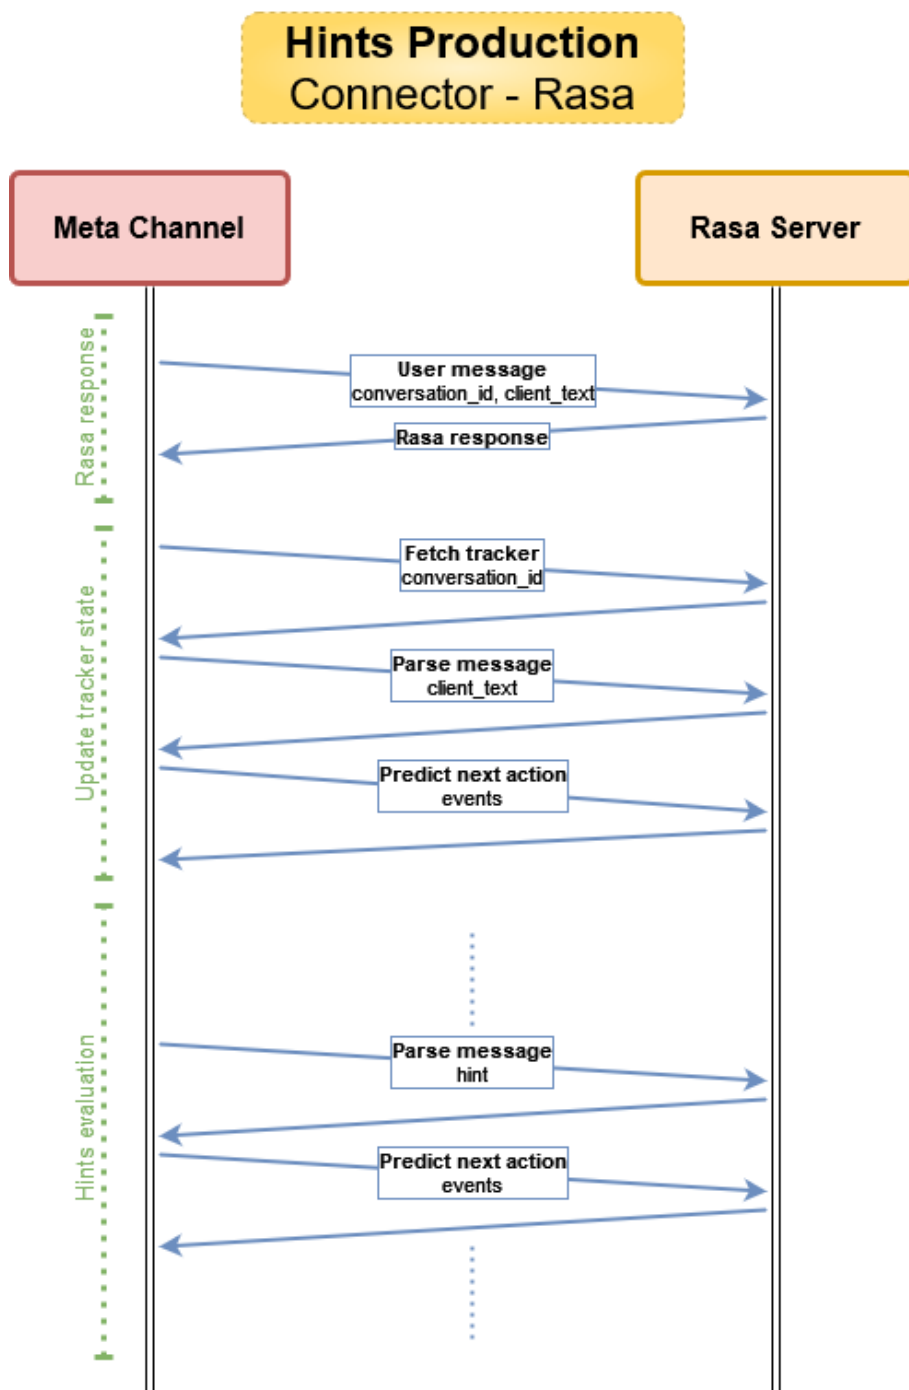 Hints Production
Connector - Rasa
Meta Channel
Rasa Server
Rasa response
User message
conversation_id, client_text
Rasa response
Update tracker state
Fetch tracker
conversation_id
Parse message
client_text
Predict next action
events
Hints evaluation
Parse message
hint
Predict next action
events